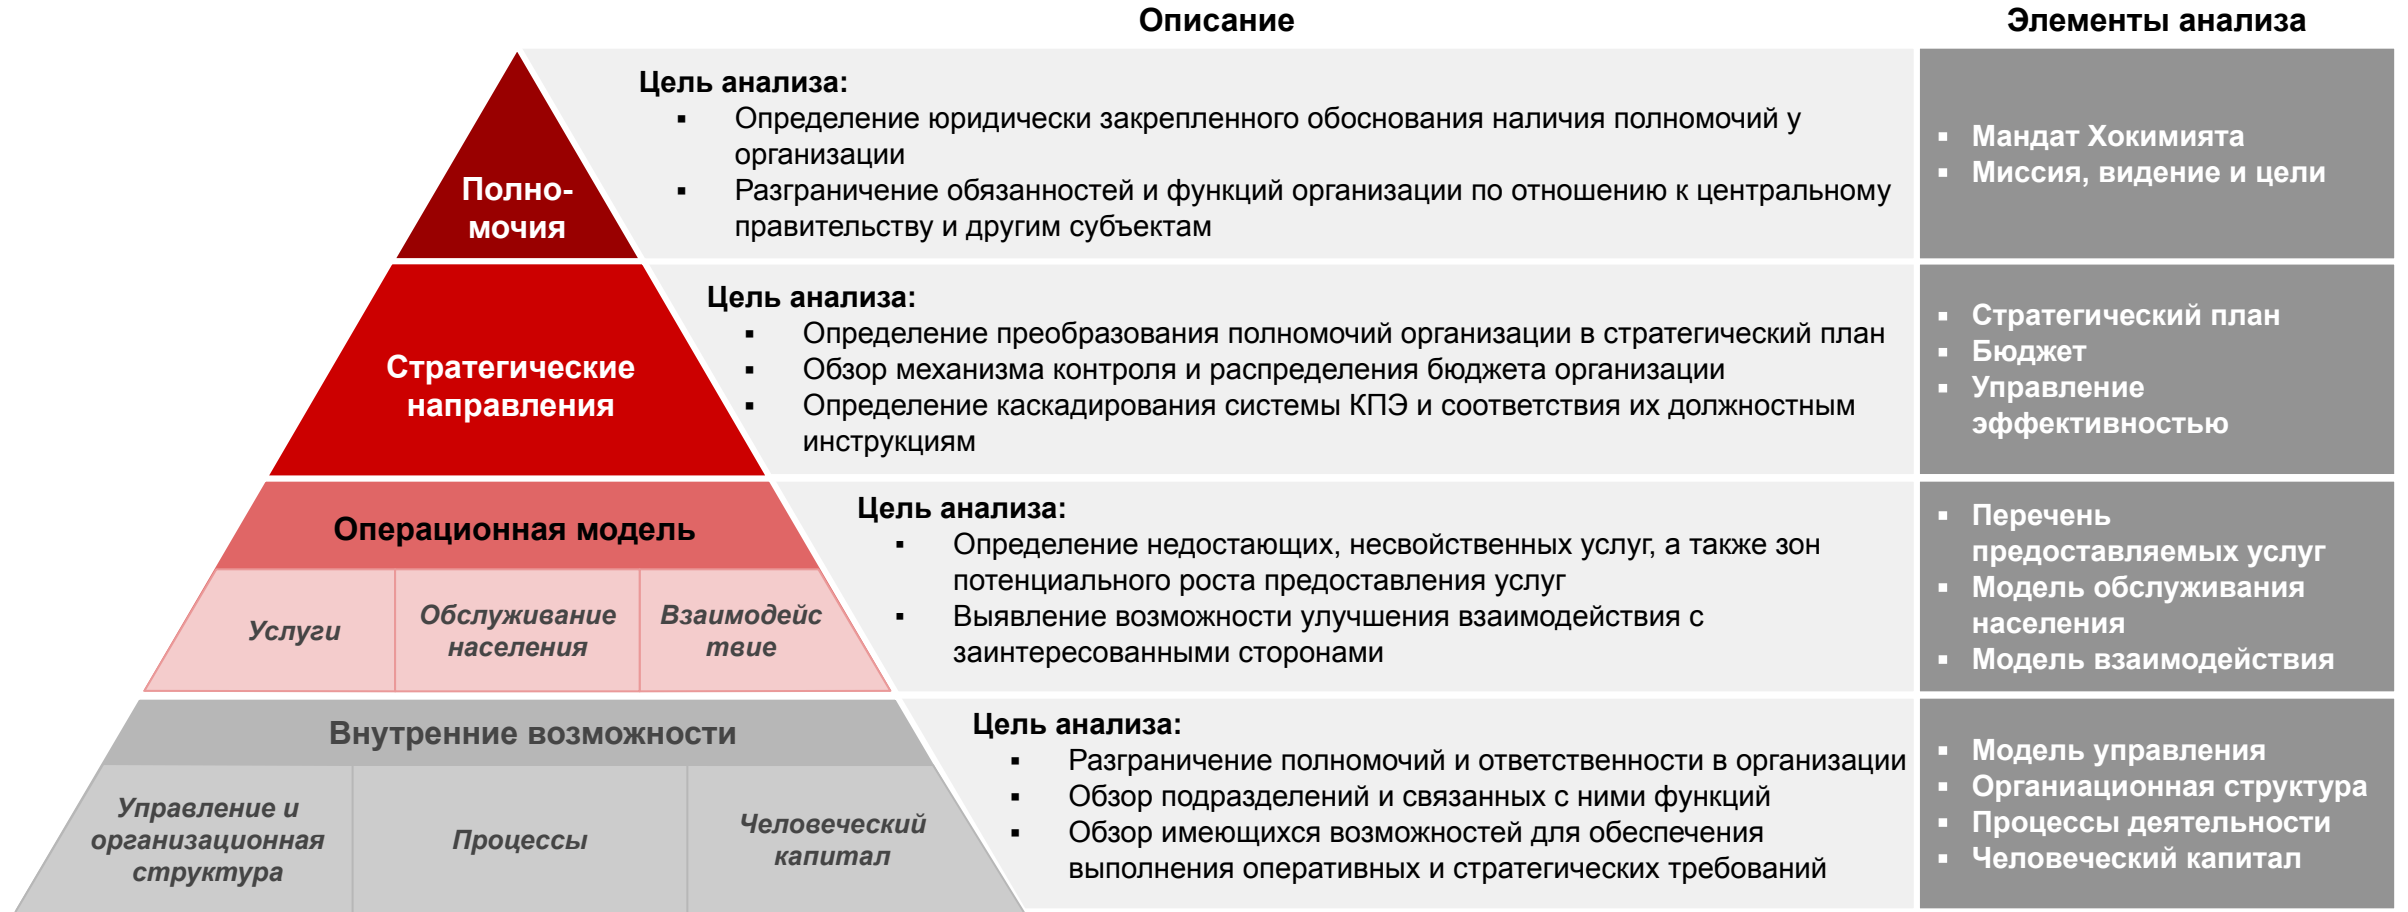 Описание
Элементы анализа
Полно-
мочия
Цель анализа:
▪ Определение юридически закрепленного обоснования наличия полномочий у
организации
▪ Разграничение обязанностей и функций организации по отношению к центральному
правительству и другим субъектам
▪ Мандат Хокимията
▪ Миссия, видение и цели
Стратегические
направления
Цель анализа:
▪ Определение преобразования полномочий организации в стратегический план
▪ Обзор механизма контроля и распределения бюджета организации
▪ Определение каскадирования системы КПЭ и соответствия их должностным
инструкциям
▪ Стратегический план
▪ Бюджет
▪ Управление
эффективностью
Операционная модель
Услуги
Обслуживание
населения
Взаимодейс
твие
Цель анализа:
▪ Определение недостающих, несвойственных услуг, а также зон
потенциального роста предоставления услуг
▪ Выявление возможности улучшения взаимодействия с
заинтересованными сторонами
▪ Перечень
предоставляемых услуг
▪ Модель обслуживания
населения
▪ Модель взаимодействия
Внутренние возможности
Управление и
организационная
структура
Процессы
Человеческий
капитал
Цель анализа:
▪ Разграничение полномочий и ответственности в организации
▪ Обзор подразделений и связанных с ними функций
▪ Обзор имеющихся возможностей для обеспечения
выполнения оперативных и стратегических требований
▪ Модель управления
▪ Органиационная структура
▪ Процессы деятельности
▪ Человеческий капитал